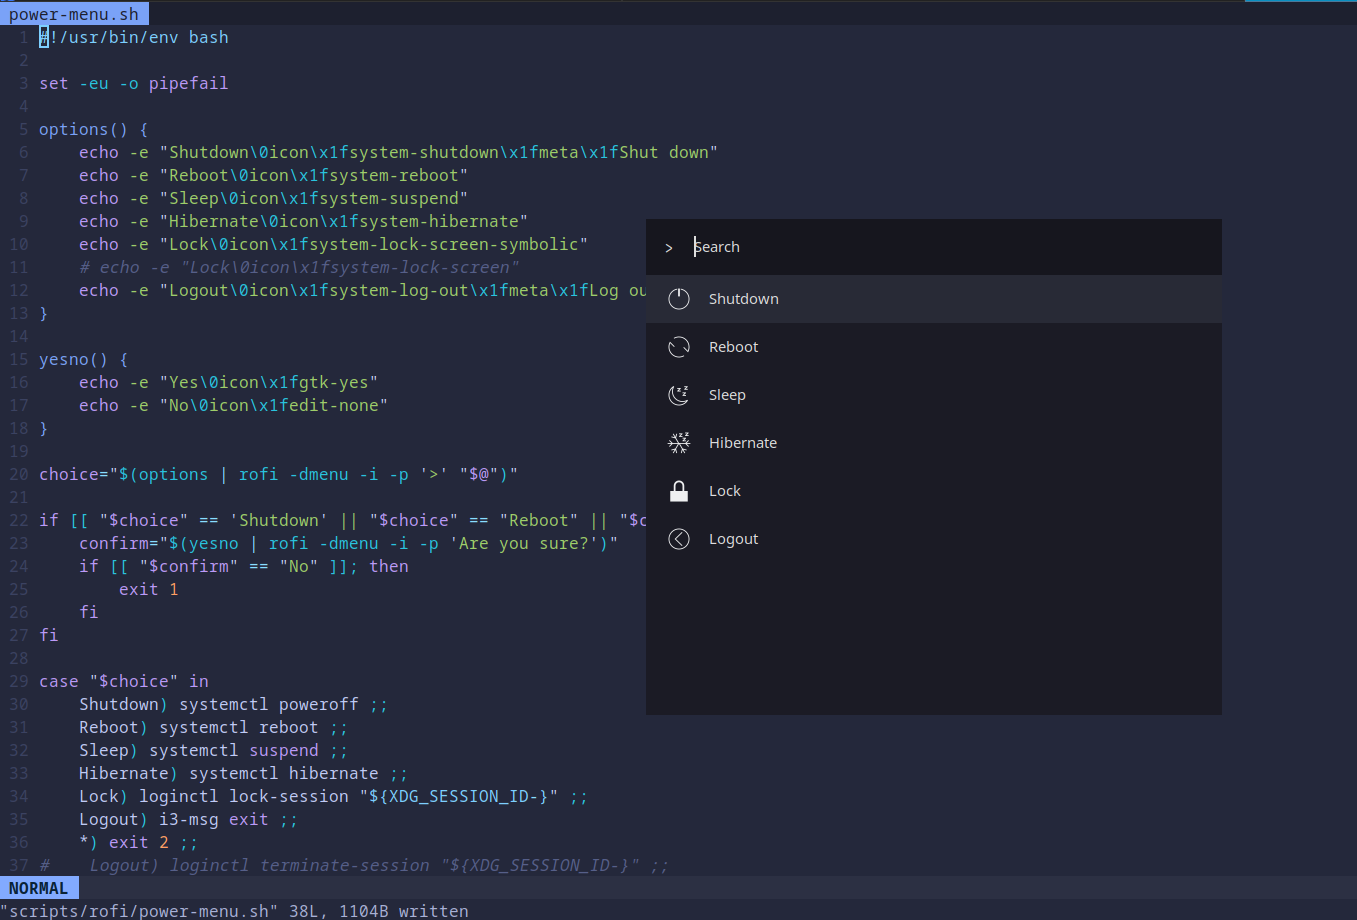 power-menu.sh
1 #!/usr/bin/env bash
2
3 set -eu -o pipefail
4
5 options() {
6     echo -e "Shutdown\0icon\x1fsystem-shutdown\x1fmeta\x1fShut down"
7     echo -e "Reboot\0icon\x1fsystem-reboot"
8     echo -e "Sleep\0icon\x1fsystem-suspend"
9     echo -e "Hibernate\0icon\x1fsystem-hibernate"
10     echo -e "Lock\0icon\x1fsystem-lock-screen-symbolic"
11     # echo -e "Lock\0icon\x1fsystem-lock-screen"
12     echo -e "Logout\0icon\x1fsystem-log-out\x1fmeta\x1fLog ou
13 }
14
15 yesno() {
16     echo -e "Yes\0icon\x1fgtk-yes"
17     echo -e "No\0icon\x1fedit-none"
18 }
19
20 choice="$(options | rofi -dmenu -i -p '>' "$@")"
21
22 if [[ "$choice" == 'Shutdown' || "$choice" == "Reboot" || "$c
23     confirm="$(yesno | rofi -dmenu -i -p 'Are you sure?')"
24     if [[ "$confirm" == "No" ]]; then
25         exit 1
26     fi
27 fi
28
29 case "$choice" in
30     Shutdown) systemctl poweroff ;;
31     Reboot) systemctl reboot ;;
32     Sleep) systemctl suspend ;;
33     Hibernate) systemctl hibernate ;;
34     Lock) loginctl lock-session "${XDG_SESSION_ID-}" ;;
35     Logout) i3-msg exit ;;
36     *) exit 2 ;;
37 #    Logout) loginctl terminate-session "${XDG_SESSION_ID-}" ;;
NORMAL
"scripts/rofi/power-menu.sh" 38L, 1104B written
> Search
Shutdown
Reboot
Sleep
Hibernate
Lock
Logout